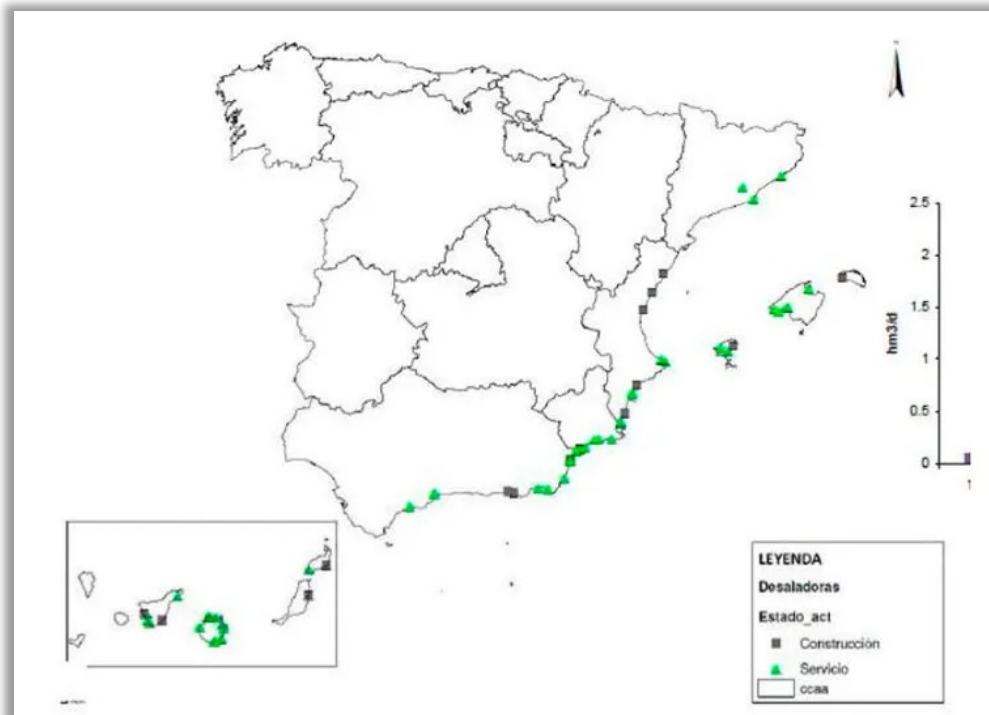 2.5
2
1.5
1
0.5
0
hm3/d
1
LEYENDA
Desaladoras
Estado_act
Construcción
Servicio
ccaa